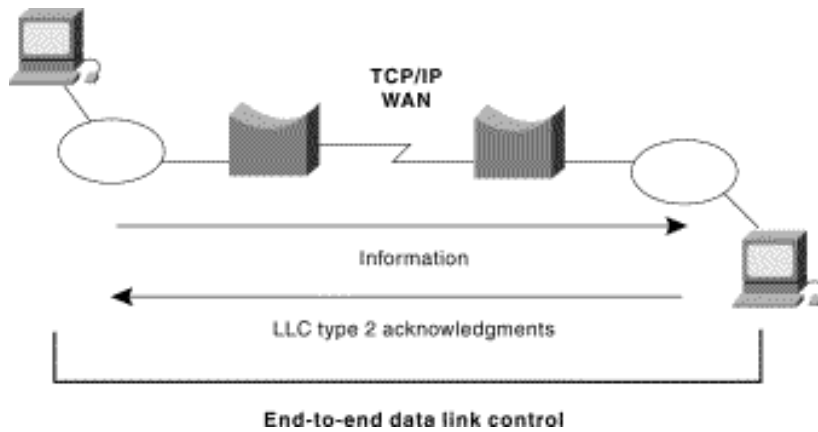 TCP/IP
WAN
Information
LLC type 2 acknowledgments
End-to-end data link control